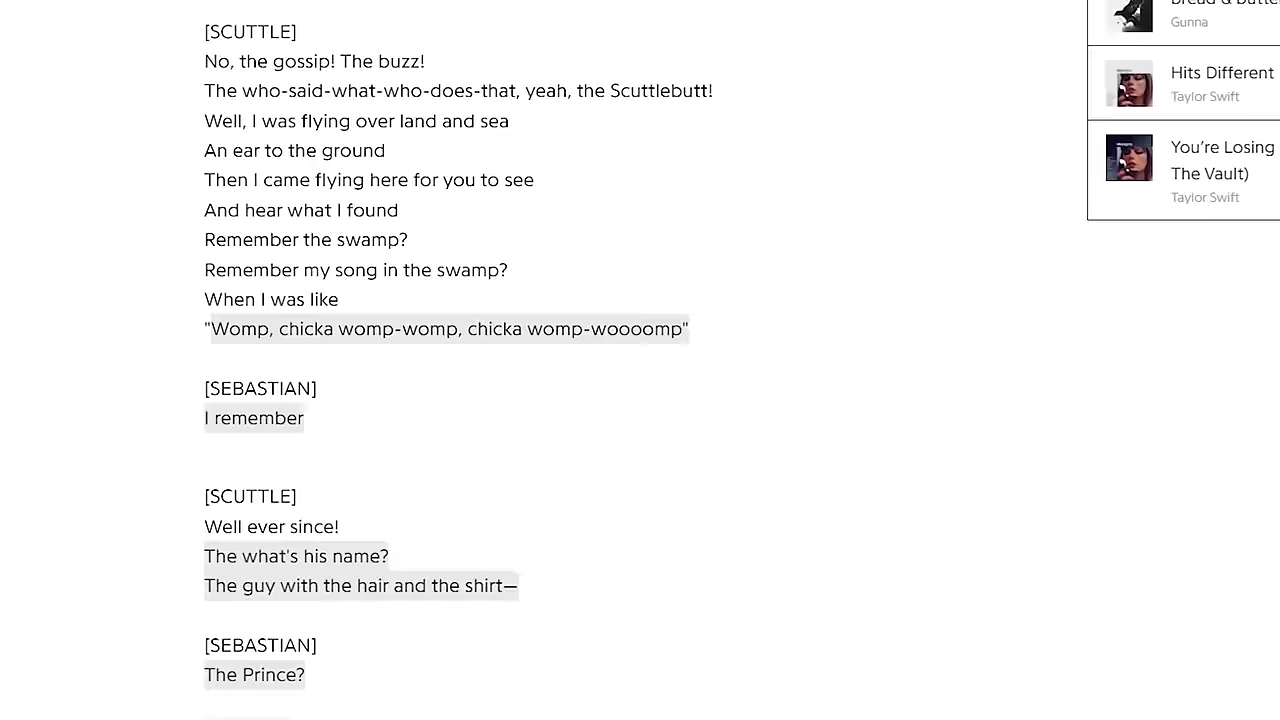 [SCUTTLE]
No, the gossip! The buzz!
The who-said-what-who-does-that, yeah, the Scuttlebutt!
Well, I was flying over land and sea
An ear to the ground
Then I came flying here for you to see
And hear what I found
Remember the swamp?
Remember my song in the swamp?
When I was like
"Womp, chicka womp-womp, chicka womp-woooomp"
[SEBASTIAN]
I remember
[SCUTTLE]
Well ever since!
The what's his name?
The guy with the hair and the shirt—
[SEBASTIAN]
The Prince?
Gunna
Hits Different
Taylor Swift
You're Losing
The Vault)
Taylor Swift